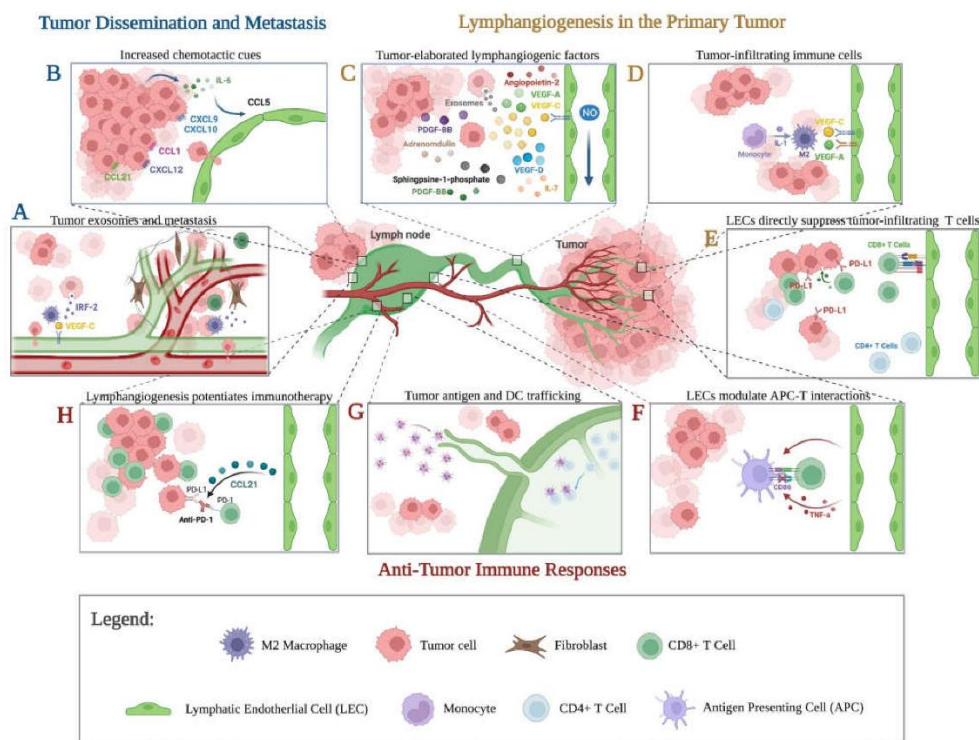 Tumor Dissemination and Metastasis
Lymphangiogenesis in the Primary Tumor
Increased chemotactic cues
B
IL-6
CCL5
CXCL9
CXCL10
CCL1
CXCL12
CCL21
Tumor-elaborated lymphangiogenic factors
C
Angiopoietin-2
Exosomes
VEGF-A
VEGF-C
NO
PDGF-BB
Adrenomdulin
VEGF-D
Sphingpsine-1-phosphate
PDGF-BB
IL-7
Tumor-infiltrating immune cells
D
VEGF-C
IL-1
Monocyte
M2
VEGF-A
A
Tumor exosomes and metastasis
IRF-2
VEGF-C
Lymph node
Tumor
LECs directly suppress tumor-infiltrating T cells
E
CD8+ T Cells
PD-L1
PD-L1
PD-L1
CD4+ T Cells
Lymphangiogenesis potentiates immunotherapy
H
CCL21
PD-L1
PD-1
Anti-PD-1
Tumor antigen and DC trafficking
G
LECs modulate APC-T interactions
F
CD86
TNF-a
Anti-Tumor Immune Responses
Legend:
M2 Macrophage
Tumor cell
Fibroblast
CD8+ T Cell
Lymphatic Endotherlial Cell (LEC)
Monocyte
CD4+ T Cell
Antigen Presenting Cell (APC)